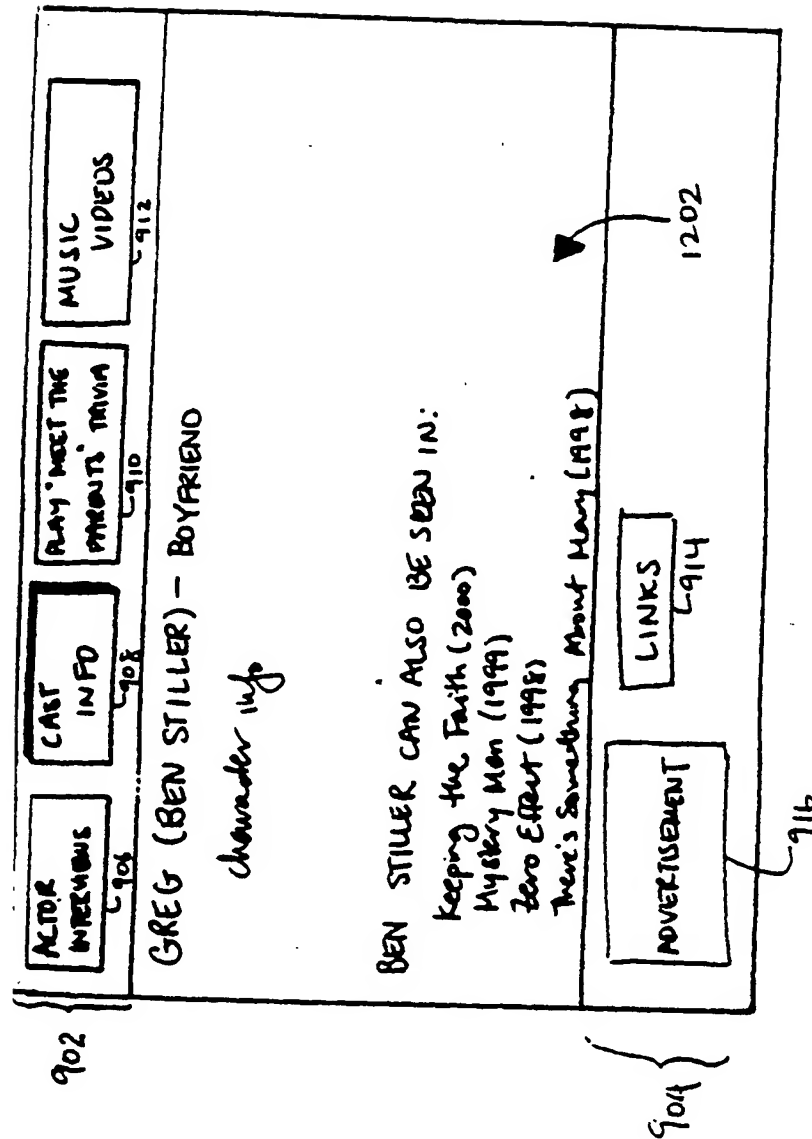 902
ACTOR
INTERVIEWS
906
CAST
INFO
908
PLAY "MEET THE
PARENTS" TRIVIA
910
MUSIC
VIDEOS
912
GREG (BEN STILLER) – BOYFRIEND
character info
BEN STILLER CAN ALSO BE SEEN IN:
Keeping the Faith (2000)
Mystery Men (1999)
Zero Effect (1998)
There's Something About Mary (1998)
1202
904
ADVERTISEMENT
916
LINKS
914